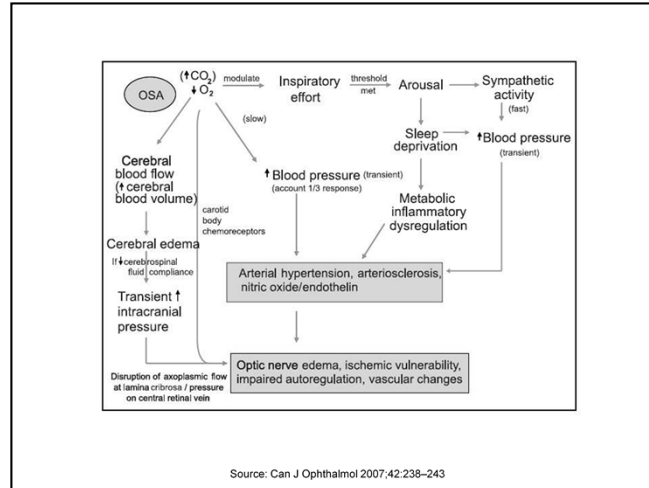 OSA
(↑CO2)
↓ O2
modulate
Inspiratory
effort
threshold
met
Arousal
Sympathetic
activity
(fast)
(slow)
Sleep
deprivation
↑Blood pressure
(transient)
Cerebral
blood flow
(↑ cerebral
blood volume)
↑ Blood pressure (transient)
(account 1/3 response)
carotid
body
chemoreceptors
Metabolic
inflammatory
dysregulation
Cerebral edema
If ↓cerebrospinal
fluid compliance
Arterial hypertension, arteriosclerosis,
nitric oxide/endothelin
Transient ↑
intracranial
pressure
Optic nerve edema, ischemic vulnerability,
impaired autoregulation, vascular changes
Disruption of axoplasmic flow
at lamina cribrosa / pressure
on central retinal vein
Source: Can J Ophthalmol 2007;42:238–243